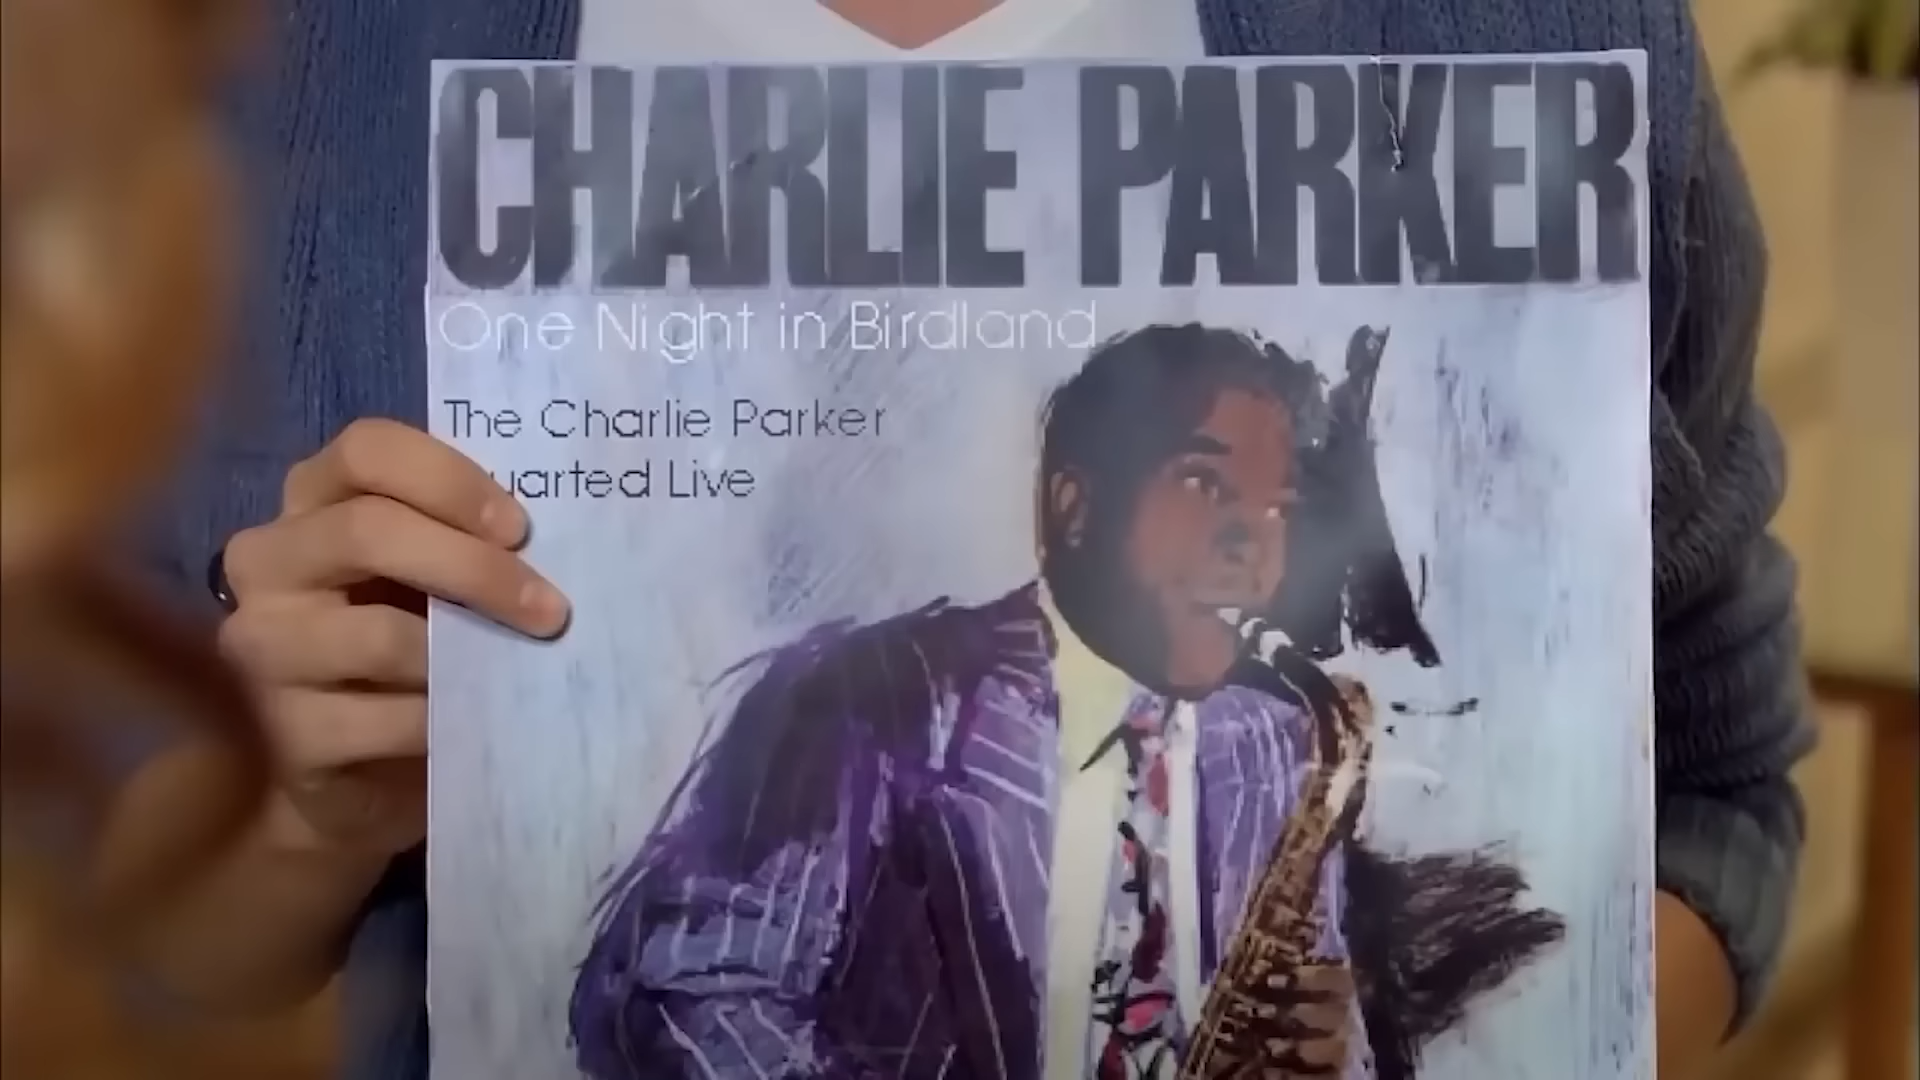 CHARLIE PARKER
One Night in Birdland
The Charlie Parker
uarted Live